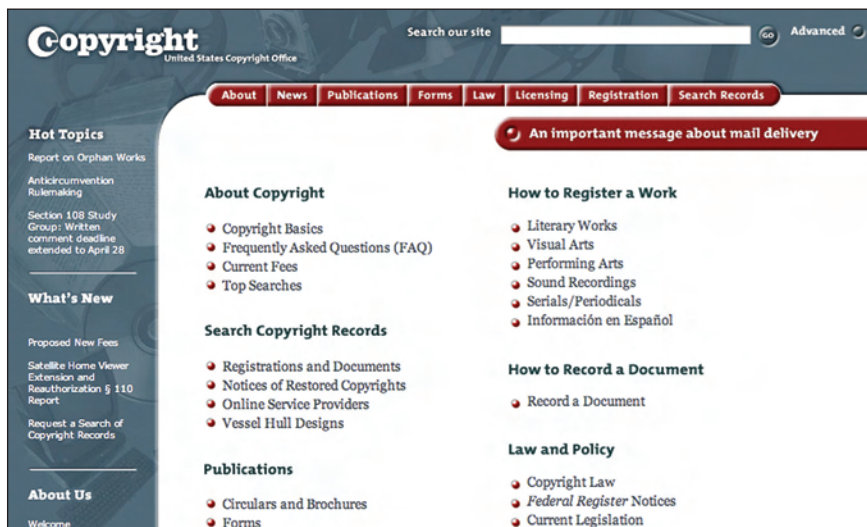 Copyright
United States Copyright Office
Search our site
GO
Advanced
About
News
Publications
Forms
Law
Licensing
Registration
Search Records
An important message about mail delivery
Hot Topics
Report on Orphan Works
Anticircumvention
Rulemaking
Section 108 Study
Group: Written
comment deadline
extended to April 28
What's New
Proposed New Fees
Satellite Home Viewer
Extension and
Reauthorization § 110
Report
Request a Search of
Copyright Records
About Us
Welcome
About Copyright
Copyright Basics
Frequently Asked Questions (FAQ)
Current Fees
Top Searches
Search Copyright Records
Registrations and Documents
Notices of Restored Copyrights
Online Service Providers
Vessel Hull Designs
Publications
Circulars and Brochures
Forms
How to Register a Work
Literary Works
Visual Arts
Performing Arts
Sound Recordings
Serials/Periodicals
Información en Español
How to Record a Document
Record a Document
Law and Policy
Copyright Law
Federal Register Notices
Current Legislation